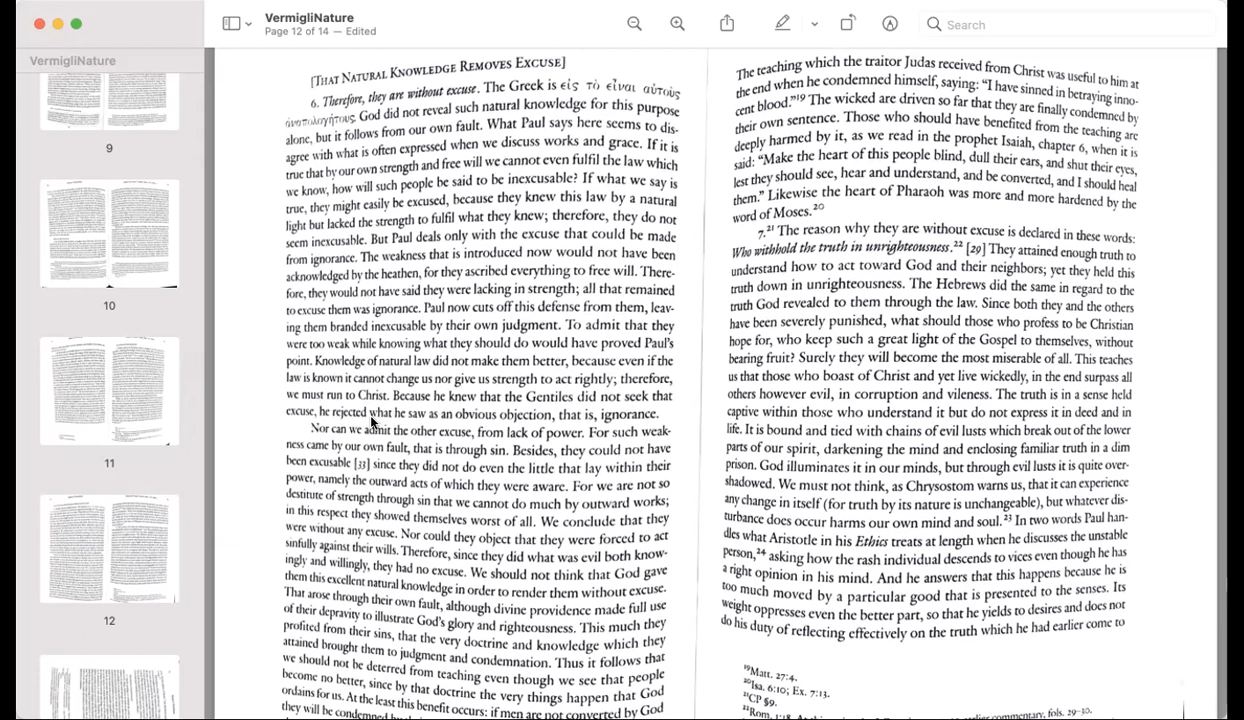 VermigliNature
Page 12 of 14 — Edited
Search
VermigliNature
9
10
11
12
[THAT NATURAL KNOWLEDGE REMOVES EXCUSE]
6. Therefore, they are without excuse. The Greek is εἰς τὸ εἶναι αὐτοὺς
ἀναπολογήτους. God did not reveal such natural knowledge for this purpose
alone, but it follows from our own fault. What Paul says here seems to dis-
agree with what is often expressed when we discuss works and grace. If it is
true that by our own strength and free will we cannot even fulfil the law which
we know, how will such people be said to be inexcusable? If what we say is
true, they might easily be excused, because they knew this law by a natural
light but lacked the strength to fulfil what they knew; therefore, they do not
seem inexcusable. But Paul deals only with the excuse that could be made
from ignorance. The weakness that is introduced now would not have been
acknowledged by the heathen, for they ascribed everything to free will. There-
fore, they would not have said they were lacking in strength; all that remained
to excuse them was ignorance. Paul now cuts off this defense from them, leav-
ing them branded inexcusable by their own judgment. To admit that they
were too weak while knowing what they should do would have proved Paul's
point. Knowledge of natural law did not make them better, because even if the
law is known it cannot change us nor give us strength to act rightly; therefore,
we must run to Christ. Because he knew that the Gentiles did not seek that
excuse, he rejected what he saw as an obvious objection, that is, ignorance.
Nor can we admit the other excuse, from lack of power. For such weak-
ness came by our own fault, that is through sin. Besides, they could not have
been excusable [33] since they did not do even the little that lay within their
power, namely the outward acts of which they were aware. For we are not so
destitute of strength through sin that we cannot do much by outward works;
in this respect they showed themselves worst of all. We conclude that they
were without any excuse. Nor could they object that they were forced to act
sinfully against their wills. Therefore, since they did what was evil both know-
ingly and willingly, they had no excuse. We should not think that God gave
them this excellent natural knowledge in order to render them without excuse.
That arose through their own fault, although divine providence made full use
of their depravity to illustrate God's glory and righteousness. This much they
profited from their sins, that the very doctrine and knowledge which they
attained brought them to judgment and condemnation. Thus it follows that
we should not be deterred from teaching even though we see that people
become no better, since by that doctrine the very things happen that God
ordains for us. At the least this benefit occurs: if men are not converted by God
they will be condemned
The teaching which the traitor Judas received from Christ was useful to him at
the end when he condemned himself, saying: "I have sinned in betraying inno-
cent blood."19 The wicked are driven so far that they are finally condemned by
their own sentence. Those who should have benefited from the teaching are
deeply harmed by it, as we read in the prophet Isaiah, chapter 6, when it is
said: "Make the heart of this people blind, dull their ears, and shut their eyes,
lest they should see, hear and understand, and be converted, and I should heal
them." Likewise the heart of Pharaoh was more and more hardened by the
word of Moses.20
7.21 The reason why they are without excuse is declared in these words:
Who withhold the truth in unrighteousness.22 [29] They attained enough truth to
understand how to act toward God and their neighbors; yet they held this
truth down in unrighteousness. The Hebrews did the same in regard to the
truth God revealed to them through the law. Since both they and the others
have been severely punished, what should those who profess to be Christian
hope for, who keep such a great light of the Gospel to themselves, without
bearing fruit? Surely they will become the most miserable of all. This teaches
us that those who boast of Christ and yet live wickedly, in the end surpass all
others however evil, in corruption and vileness. The truth is in a sense held
captive within those who understand it but do not express it in deed and in
life. It is bound and tied with chains of evil lusts which break out of the lower
parts of our spirit, darkening the mind and enclosing familiar truth in a dim
prison. God illuminates it in our minds, but through evil lusts it is quite over-
shadowed. We must not think, as Chrysostom warns us, that it can experience
any change in itself (for truth by its nature is unchangeable), but whatever dis-
turbance does occur harms our own mind and soul.23 In two words Paul han-
dles what Aristotle in his Ethics treats at length when he discusses the unstable
person,24 asking how the rash individual descends to vices even though he has
a right opinion in his mind. And he answers that this happens because he is
too much moved by a particular good that is presented to the senses. Its
weight oppresses even the better part, so that he yields to desires and does not
do his duty of reflecting effectively on the truth which he had earlier come to
19Matt. 27:4.
20Isa. 6:10; Ex. 7:13.
21CP §9.
22Rom. 1:18. earlier commentary, fols. 29-30.